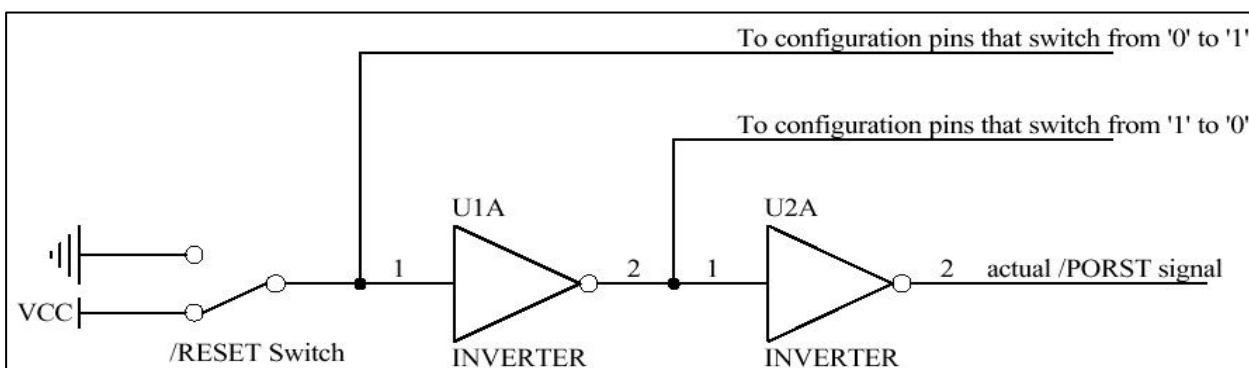 To configuration pins that switch from '0' to '1'
To configuration pins that switch from '1' to '0'
U1A
U2A
1
2
1
2
actual /PORST signal
VCC
/RESET Switch
INVERTER
INVERTER